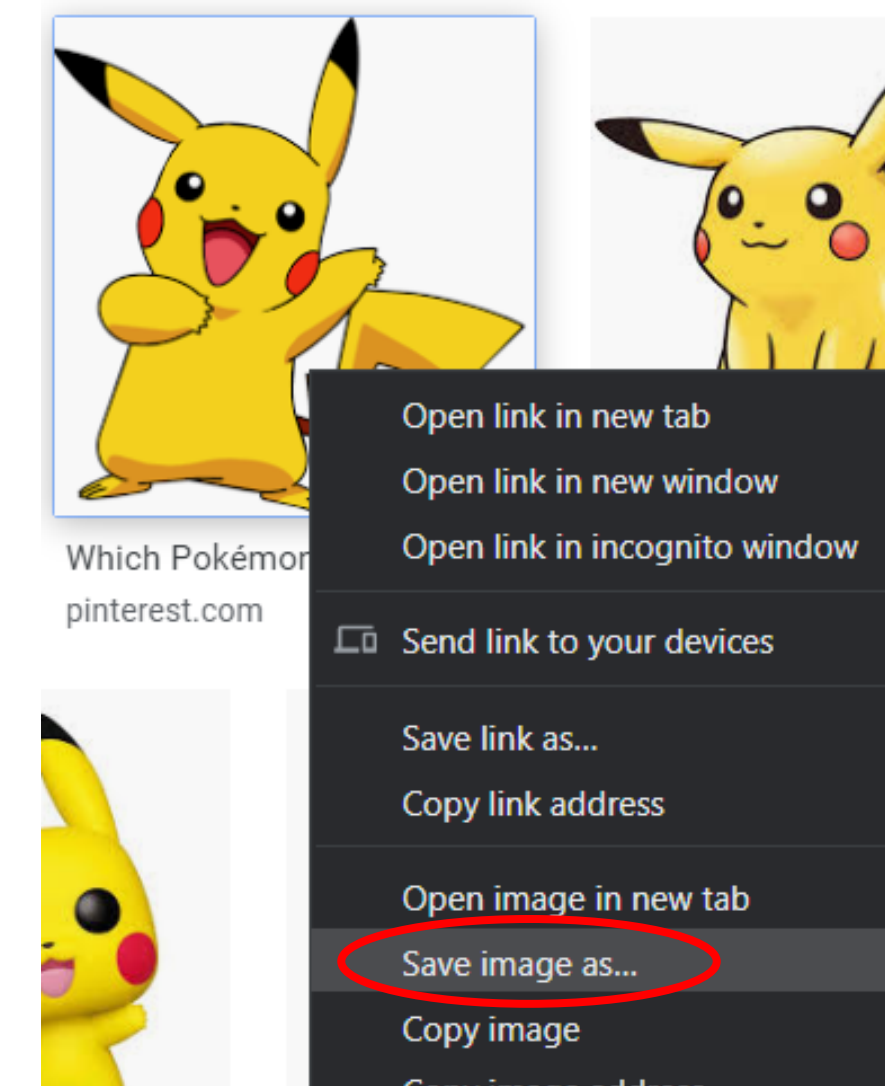 Open link in new tab
Open link in new window
Which Pokémon
Open link in incognito window
pinterest.com
Send link to your devices
Save link as...
Copy link address
Open image in new tab
Save image as...
Copy image